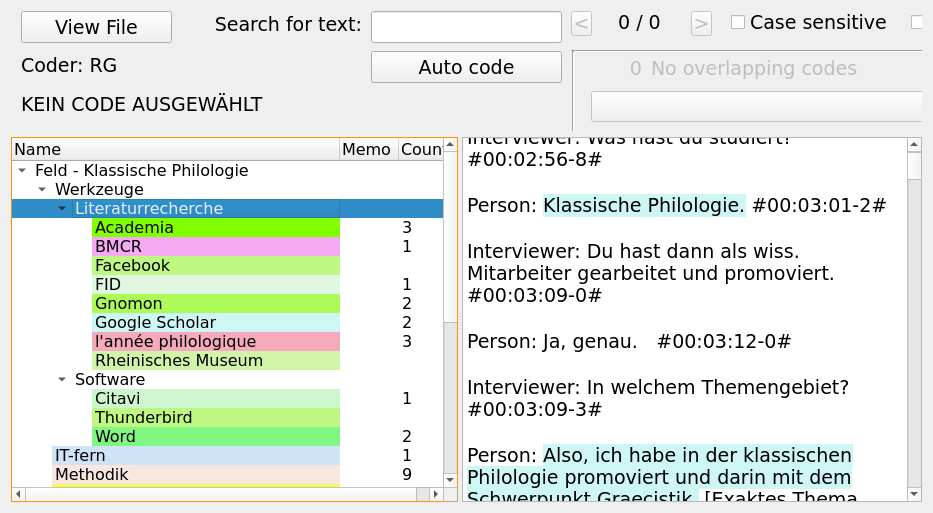 View File
Search for text:
<
0 / 0
>
Case sensitive
Coder: RG
Auto code
0 No overlapping codes
KEIN CODE AUSGEWÄHLT
Name Memo Coun
Feld - Klassische Philologie
Werkzeuge
Literaturrecherche
Academia 3
BMCR 1
Facebook
FID 1
Gnomon 2
Google Scholar 2
l'année philologique 3
Rheinisches Museum
Software
Citavi 1
Thunderbird
Word 2
IT-fern 1
Methodik 9
Interviewer: Was hast du studiert?
#00:02:56-8#
Person: Klassische Philologie. #00:03:01-2#
Interviewer: Du hast dann als wiss.
Mitarbeiter gearbeitet und promoviert.
#00:03:09-0#
Person: Ja, genau. #00:03:12-0#
Interviewer: In welchem Themengebiet?
#00:03:09-3#
Person: Also, ich habe in der klassischen
Philologie promoviert und darin mit dem
Schwerpunkt Graecistik. [Exaktes Thema